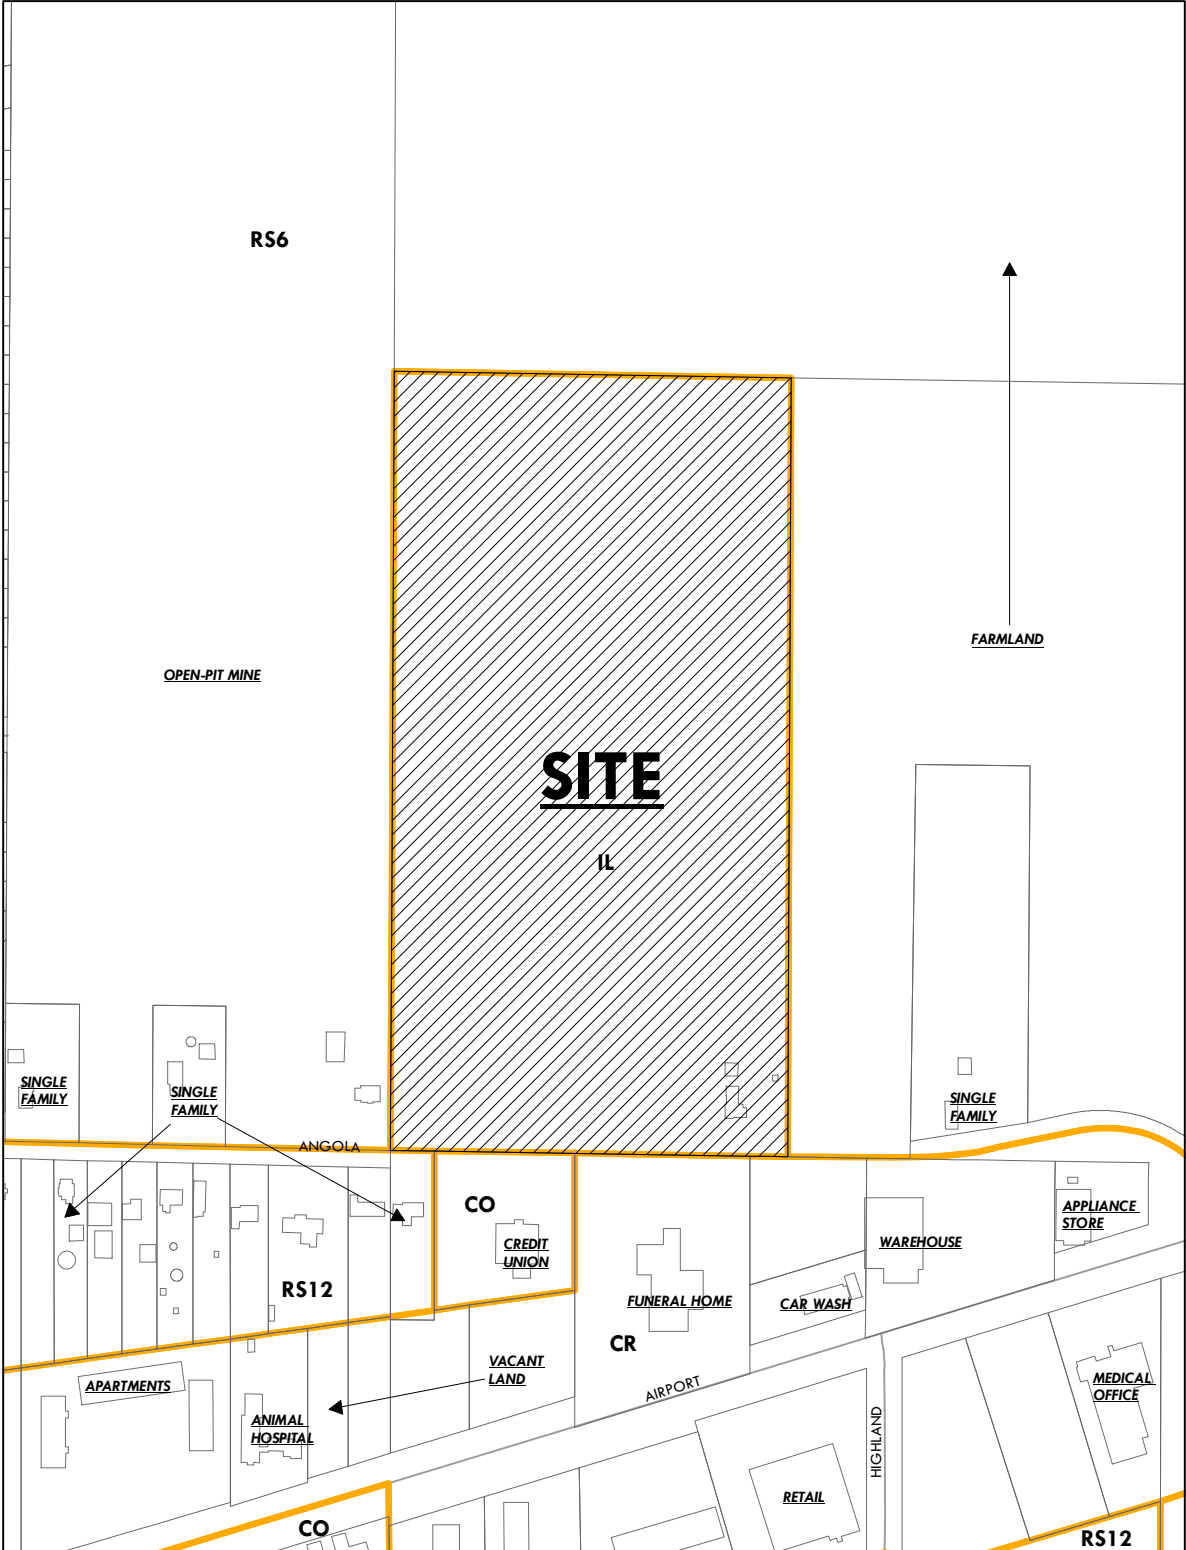 RS6
FARMLAND
OPEN-PIT MINE
SITE
IL
SINGLE
FAMILY
SINGLE
FAMILY
SINGLE
FAMILY
ANGOLA
CO
APPLIANCE
STORE
CREDIT
UNION
WAREHOUSE
RS12
FUNERAL HOME
CAR WASH
CR
VACANT
LAND
APARTMENTS
AIRPORT
MEDICAL
OFFICE
ANIMAL
HOSPITAL
HIGHLAND
RETAIL
CO
RS12